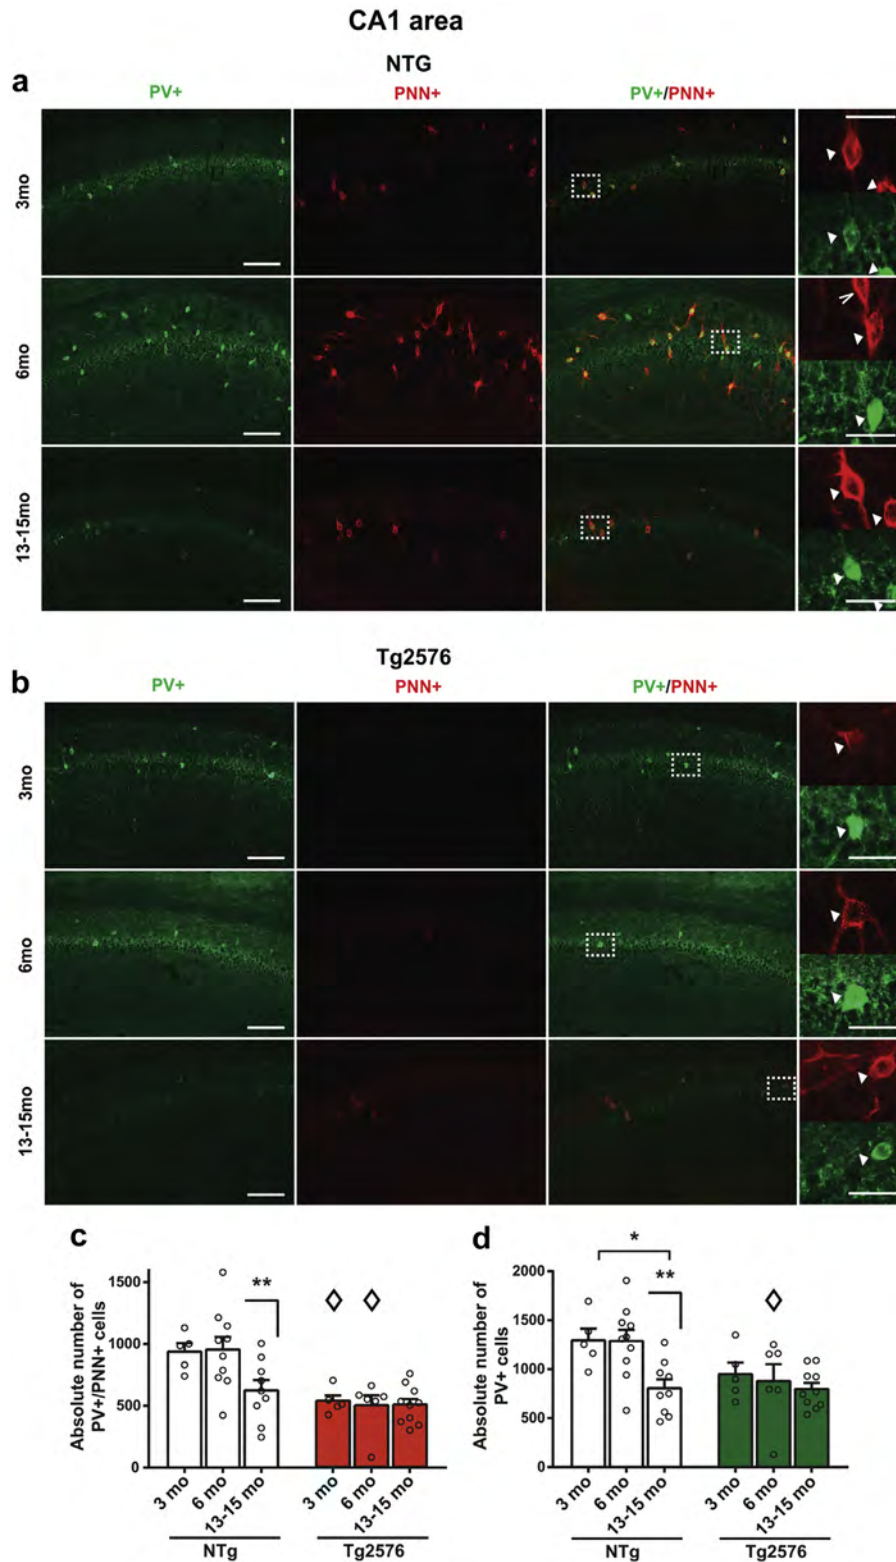 CA1 area
NTG
a
PV+ PNN+ PV+/PNN+
3mo
6mo
13-15mo
Tg2576
b
PV+ PNN+ PV+/PNN+
3mo
6mo
13-15mo
c
Absolute number of
PV+/PNN+ cells
1500
1000
500
0
**
3 mo
6 mo
13-15 mo
3 mo
6 mo
13-15 mo
NTg
Tg2576
d
Absolute number of
PV+ cells
2000
1500
1000
500
0
*
**
3 mo
6 mo
13-15 mo
3 mo
6 mo
13-15 mo
NTg
Tg2576